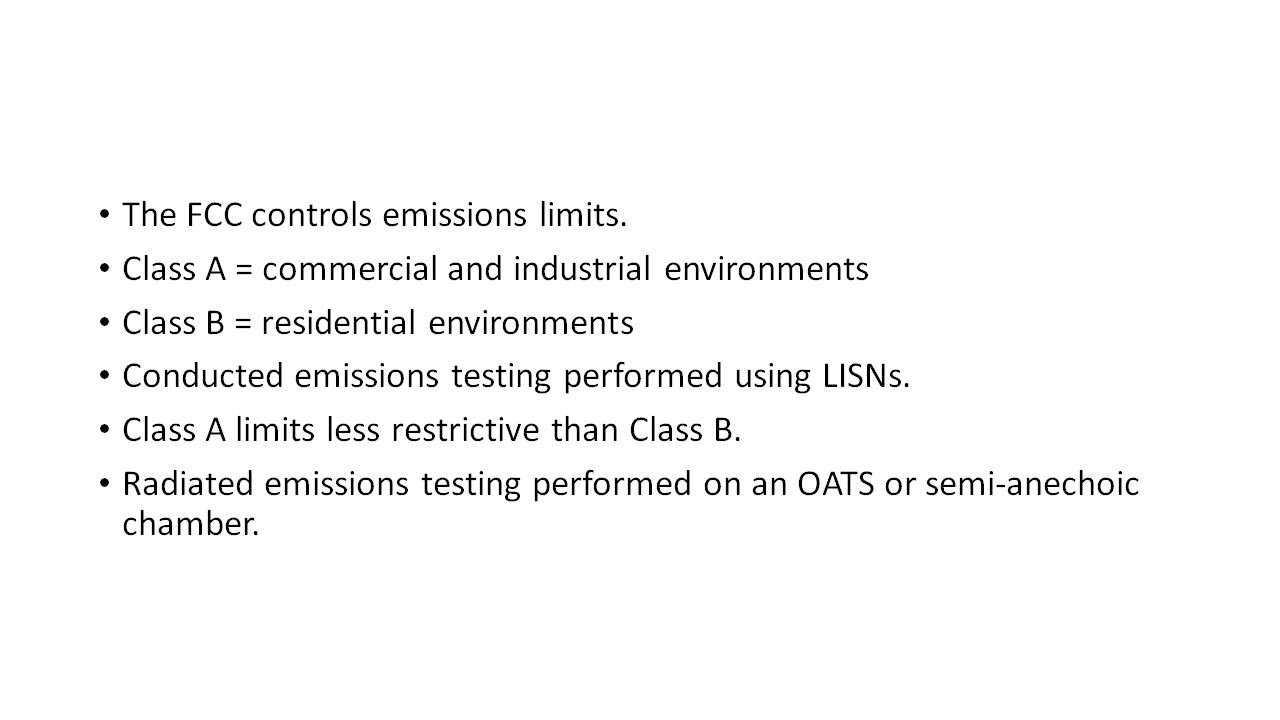 • The FCC controls emissions limits.
• Class A = commercial and industrial environments
• Class B = residential environments
• Conducted emissions testing performed using LISNs.
• Class A limits less restrictive than Class B.
• Radiated emissions testing performed on an OATS or semi-anechoic
chamber.